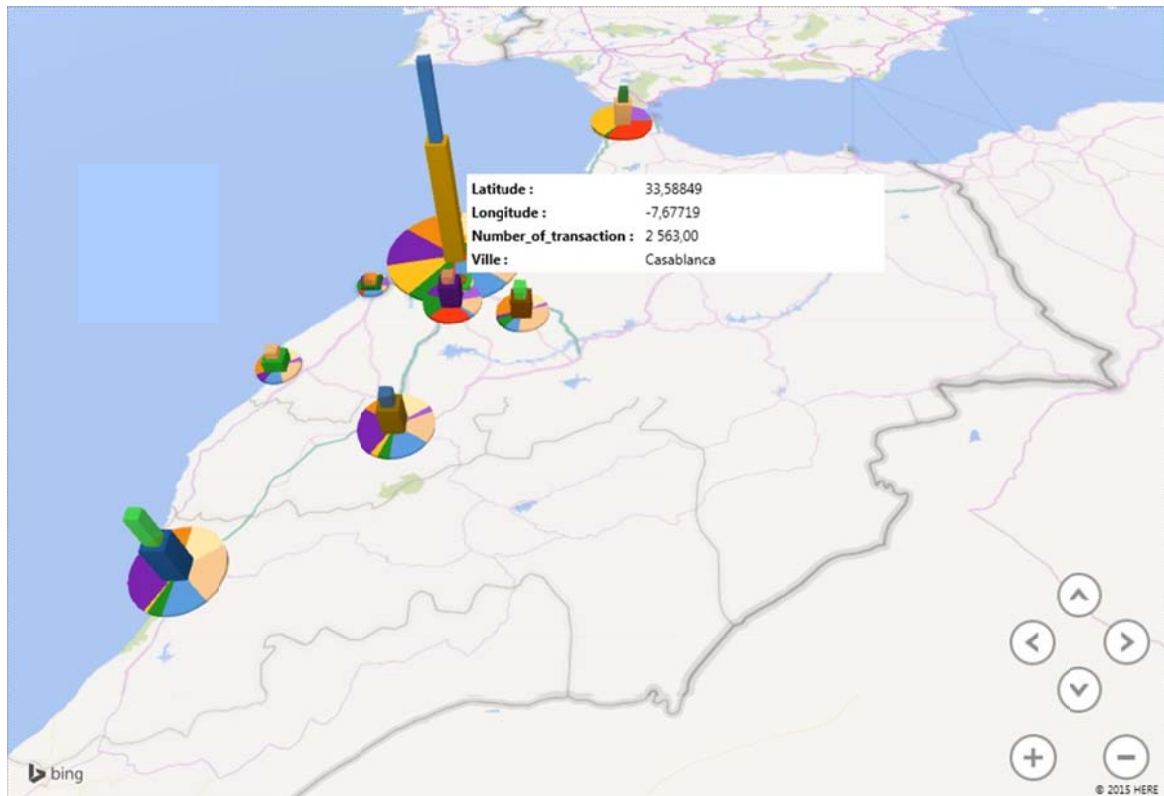 Latitude : 33,58849
Longitude : -7,67719
Number_of_transaction : 2 563,00
Ville : Casablanca
bing
© 2015 HERE